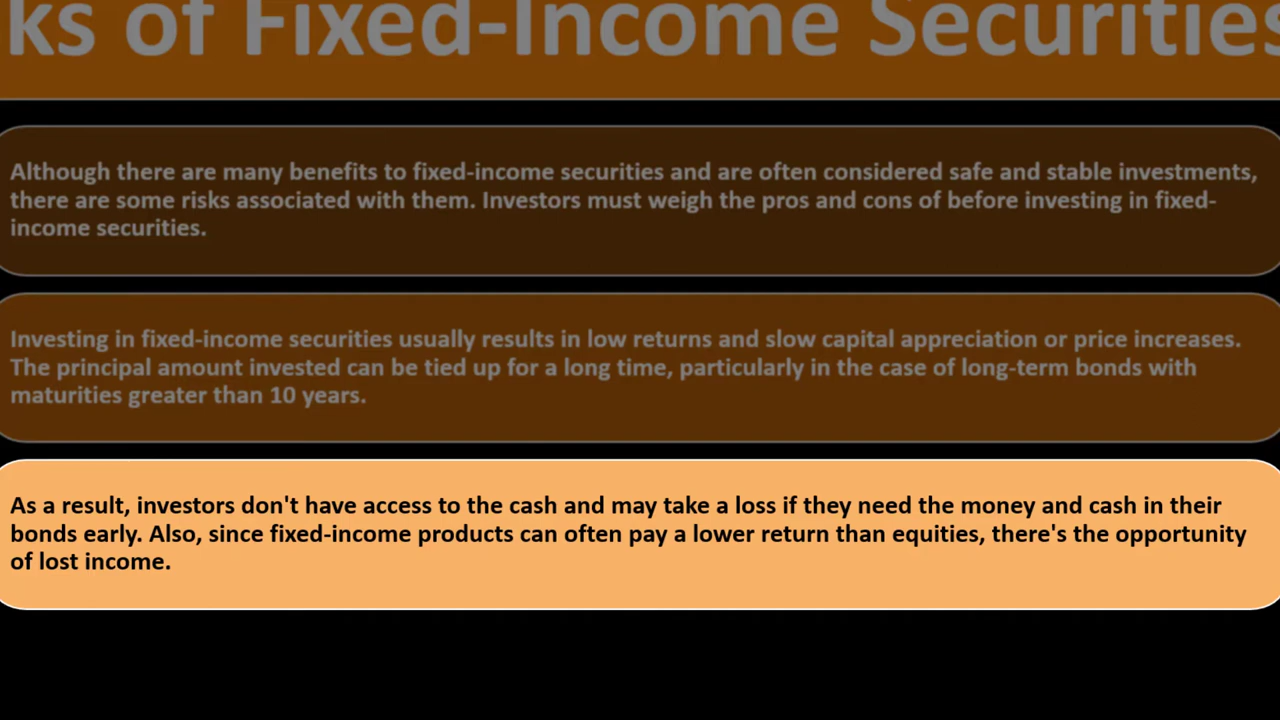 ks of Fixed-Income Securities
Although there are many benefits to fixed-income securities and are often considered safe and stable investments,
there are some risks associated with them. Investors must weigh the pros and cons of before investing in fixed-
income securities.
Investing in fixed-income securities usually results in low returns and slow capital appreciation or price increases.
The principal amount invested can be tied up for a long time, particularly in the case of long-term bonds with
maturities greater than 10 years.
As a result, investors don't have access to the cash and may take a loss if they need the money and cash in their
bonds early. Also, since fixed-income products can often pay a lower return than equities, there's the opportunity
of lost income.